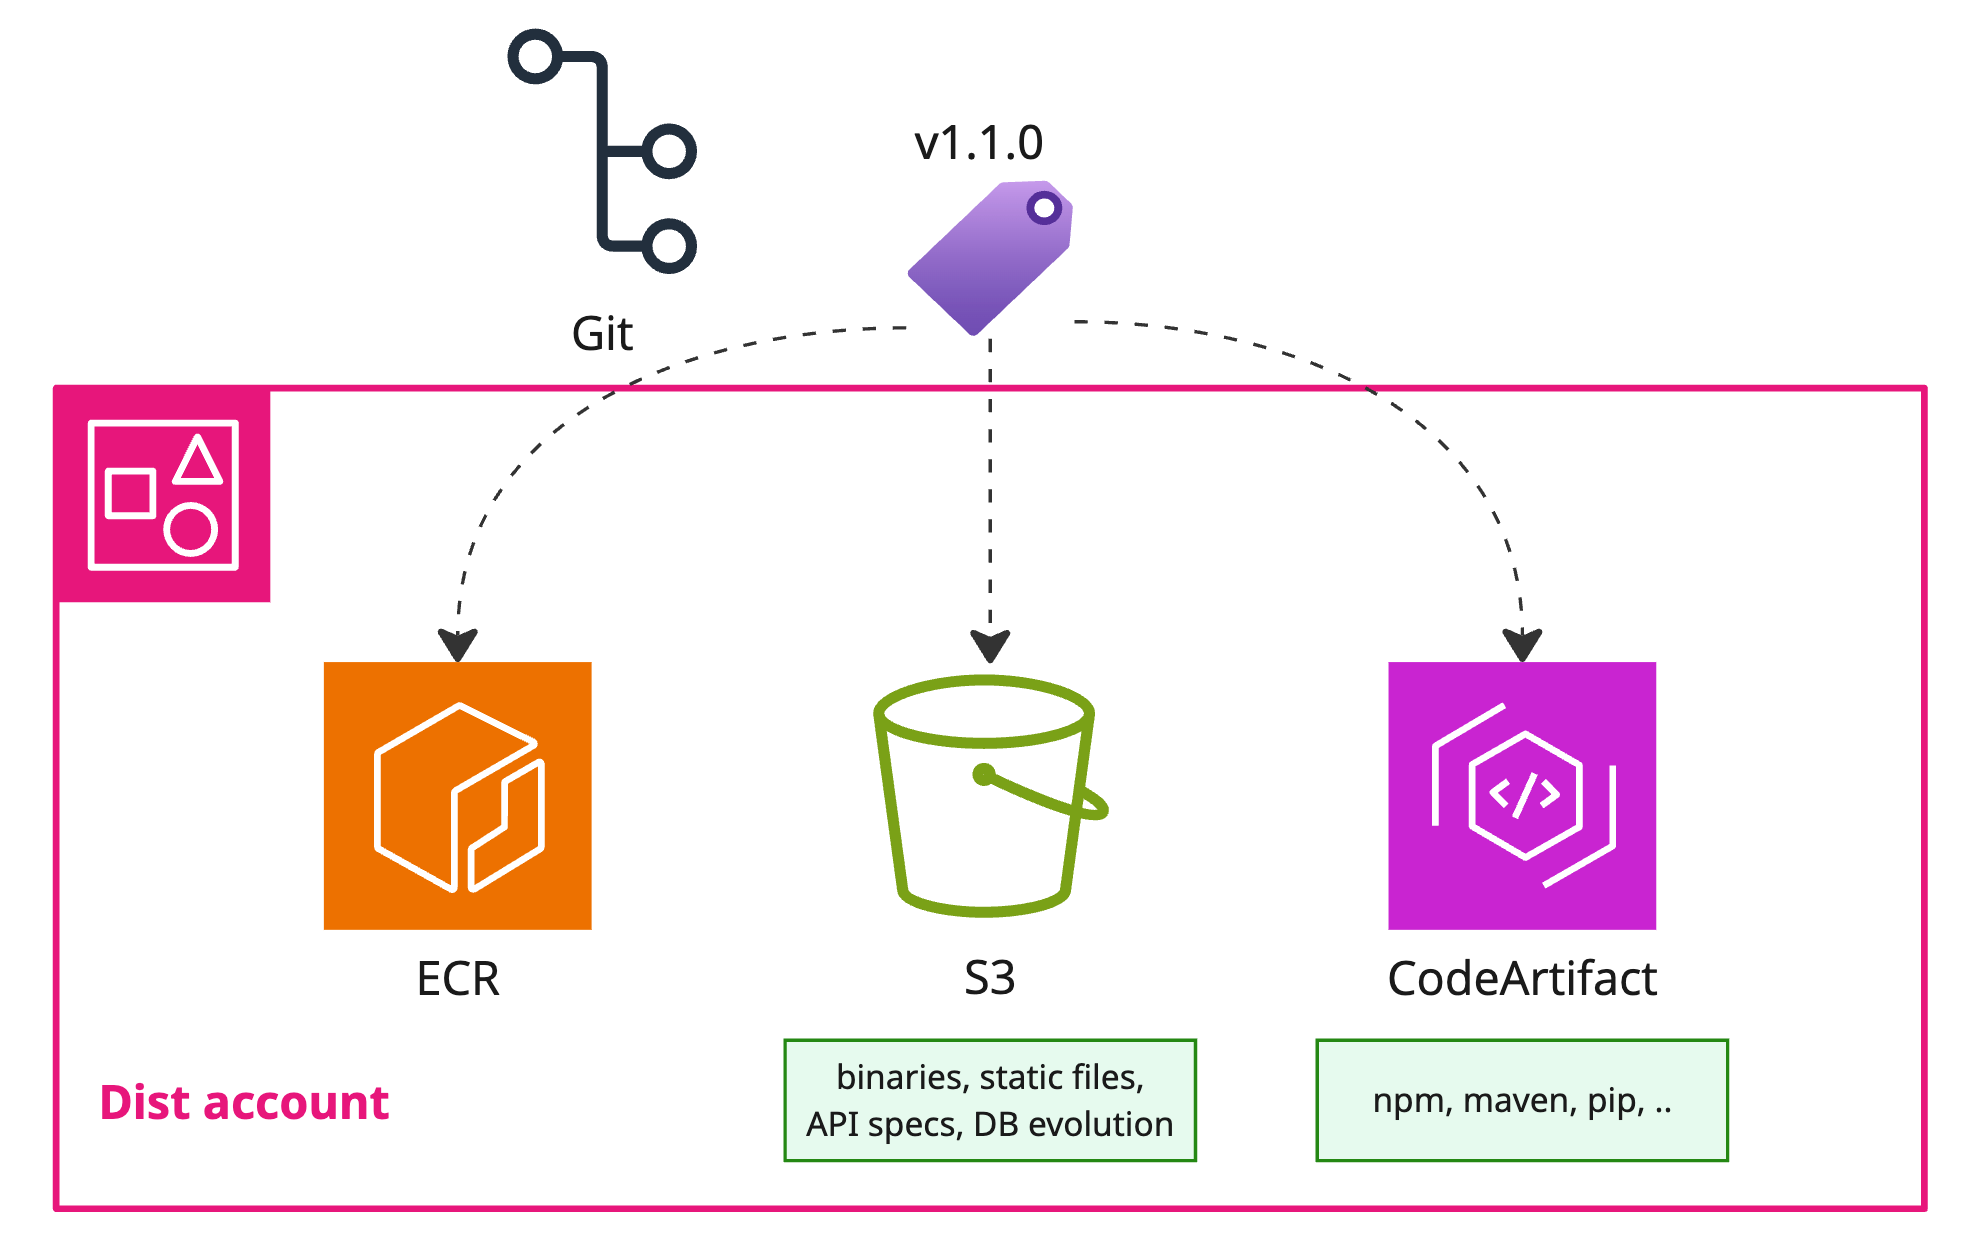 v1.1.0
Git
ECR
S3
CodeArtifact
binaries, static files,
API specs, DB evolution
npm, maven, pip, ..
Dist account